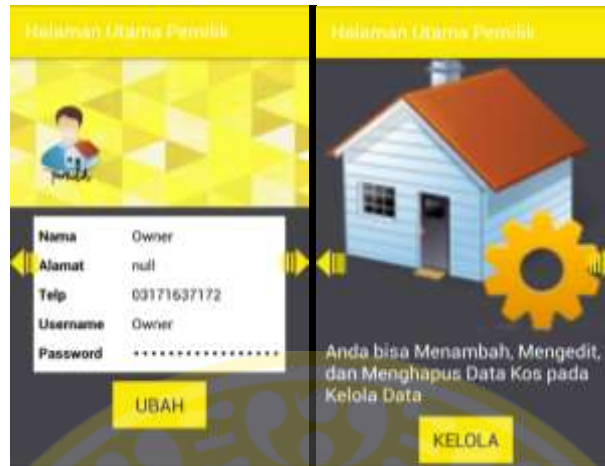 Halaman Utama Pemilik
pemilik
Nama Owner
Alamat null
Telp 03171637172
Username Owner
Password ••••••••••••••••
UBAH
Halaman Utama Pemilik
Anda bisa Menambah, Mengedit,
dan Menghapus Data Kos pada
Kelola Data
KELOLA